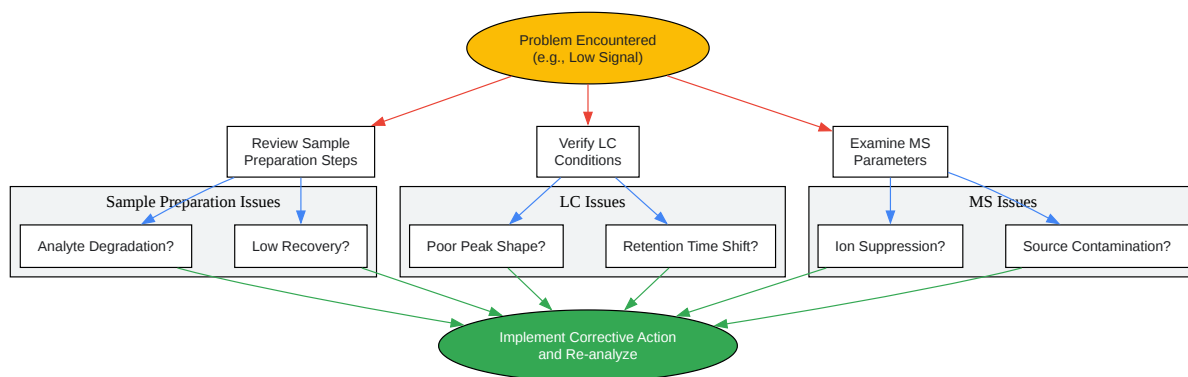 Problem Encountered
(e.g., Low Signal)
Review Sample
Preparation Steps
Verify LC
Conditions
Examine MS
Parameters
Sample Preparation Issues
LC Issues
MS Issues
Analyte Degradation?
Low Recovery?
Poor Peak Shape?
Retention Time Shift?
Ion Suppression?
Source Contamination?
Implement Corrective Action
and Re-analyze